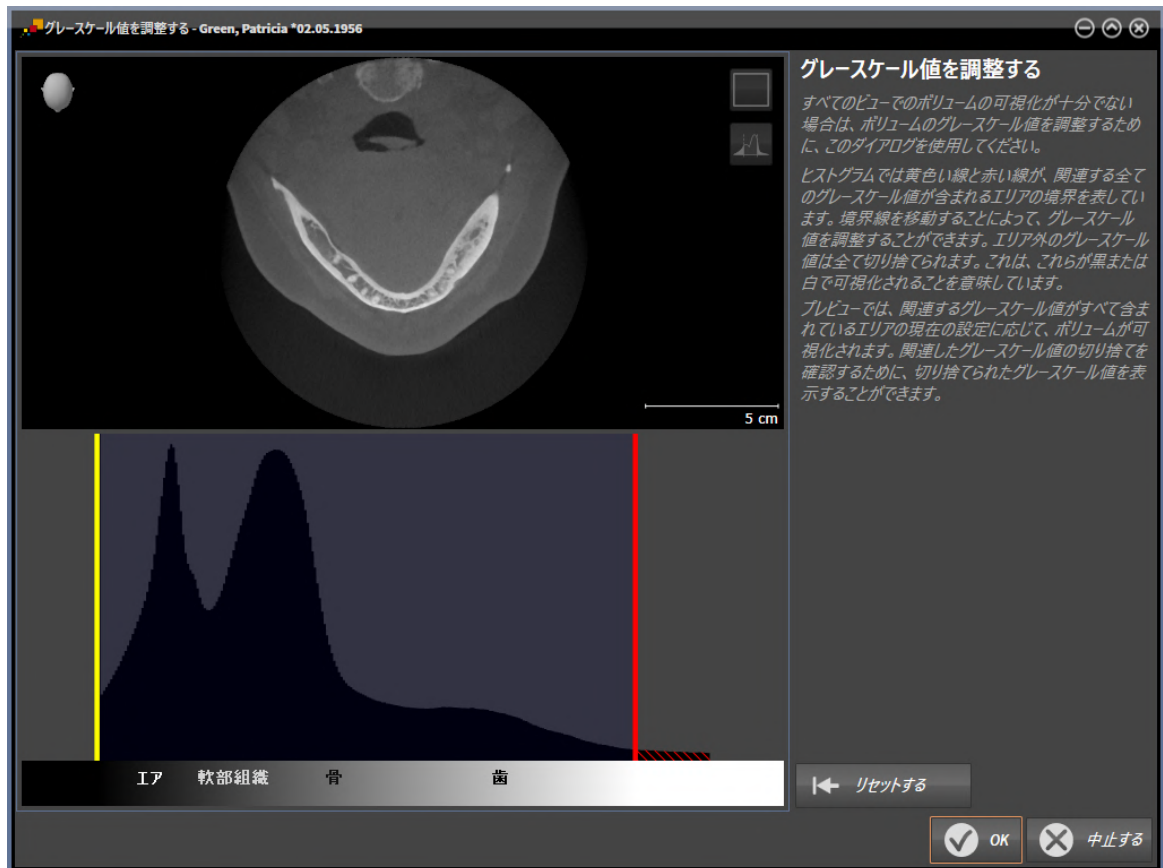 グレースケール値を調整する - Green, Patricia *02.05.1956
グレースケール値を調整する
すべてのビューでのボリュームの可視化が十分でない
場合は、ボリュームのグレースケール値を調整するため
に、このダイアログを使用してください。
ヒストグラムでは黄色い線と赤い線が、関連する全て
のグレースケール値が含まれるエリアの境界を表してい
ます。境界線を移動することによって、グレースケール
値を調整することができます。エリア外のグレースケール
値は全て切り捨てられます。これは、これらが黒または
白で可視化されることを意味しています。
プレビューでは、関連するグレースケール値がすべて含ま
れているエリアの現在の設定に応じて、ボリュームが可
視化されます。関連したグレースケール値の切り捨てを
確認するために、切り捨てられたグレースケール値を表
示することができます。
5 cm
エア 軟部組織 骨 歯
リセットする
OK 中止する